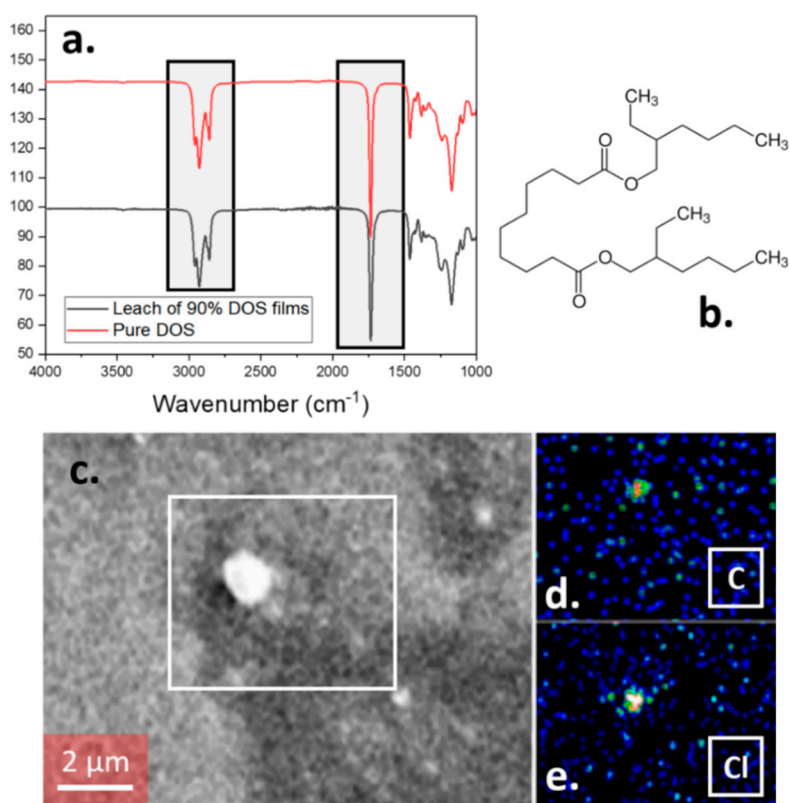 a.
160
150
140
130
120
110
100
90
80
70
60
50
4000
3500
3000
2500
2000
1500
1000
Leach of 90% DOS films
Pure DOS
Wavenumber (cm⁻¹)
CH₃
CH₃
O
O
CH₃
CH₃
O
O
b.
c.
2 µm
d.
C
e.
Cl